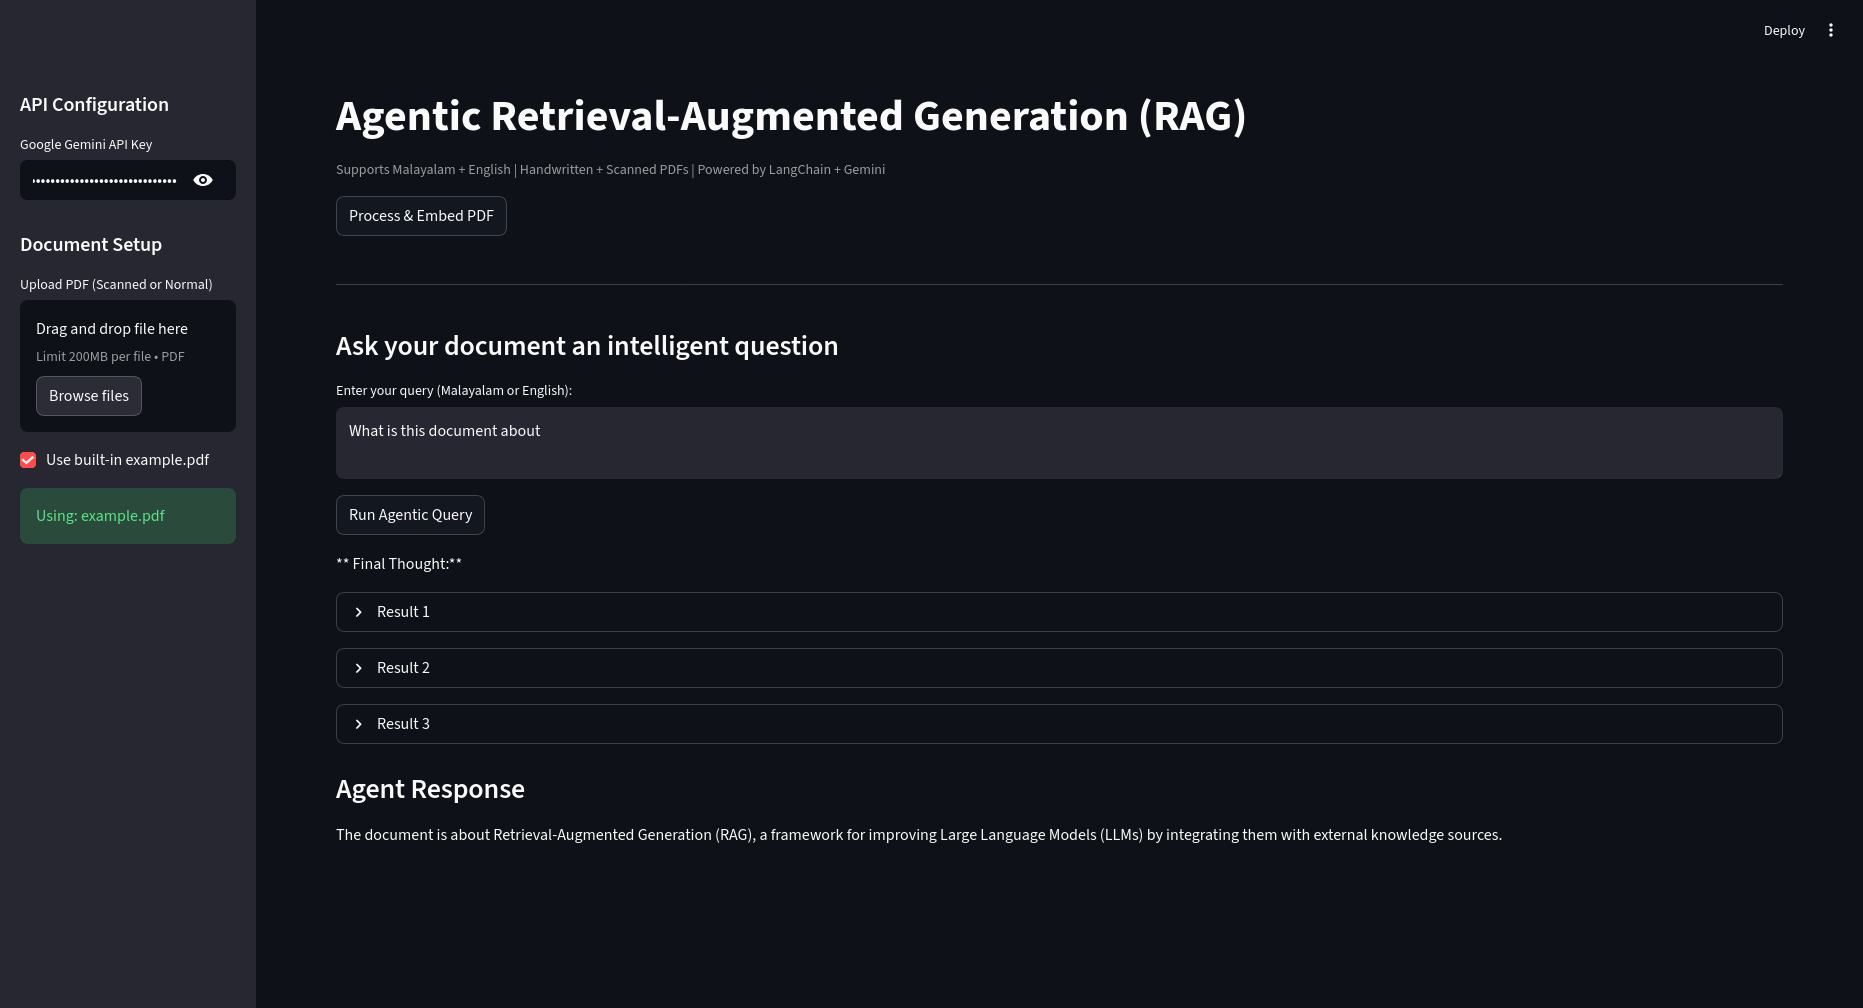 Deploy
API Configuration
Google Gemini API Key
Document Setup
Upload PDF (Scanned or Normal)
Drag and drop file here
Limit 200MB per file • PDF
Browse files
Use built-in example.pdf
Using: example.pdf
Agentic Retrieval-Augmented Generation (RAG)
Supports Malayalam + English | Handwritten + Scanned PDFs | Powered by LangChain + Gemini
Process & Embed PDF
Ask your document an intelligent question
Enter your query (Malayalam or English):
What is this document about
Run Agentic Query
** Final Thought:**
Result 1
Result 2
Result 3
Agent Response
The document is about Retrieval-Augmented Generation (RAG), a framework for improving Large Language Models (LLMs) by integrating them with external knowledge sources.